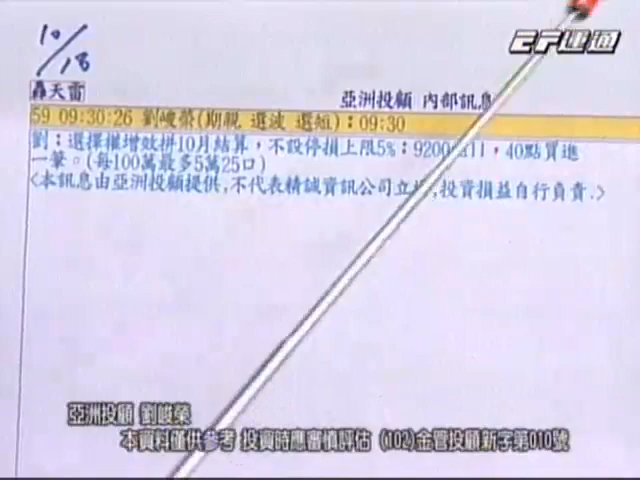 10/18
EF運通
轟天雷
亞洲投顧 內部訊息
59 09:30:26 劉峻榮(期靚 選波 選短):09:30
劉:選擇權增效拼10月結算,不設停損上限5%:9200 all,40點買進
一筆。(每100萬最多5萬25口)
<本訊息由亞洲投顧提供,不代表精誠資訊公司立場,投資損益自行負責.>
亞洲投顧 劉峻榮
本資料僅供參考 投資時應審慎評估 (102)金管投顧新字第010號